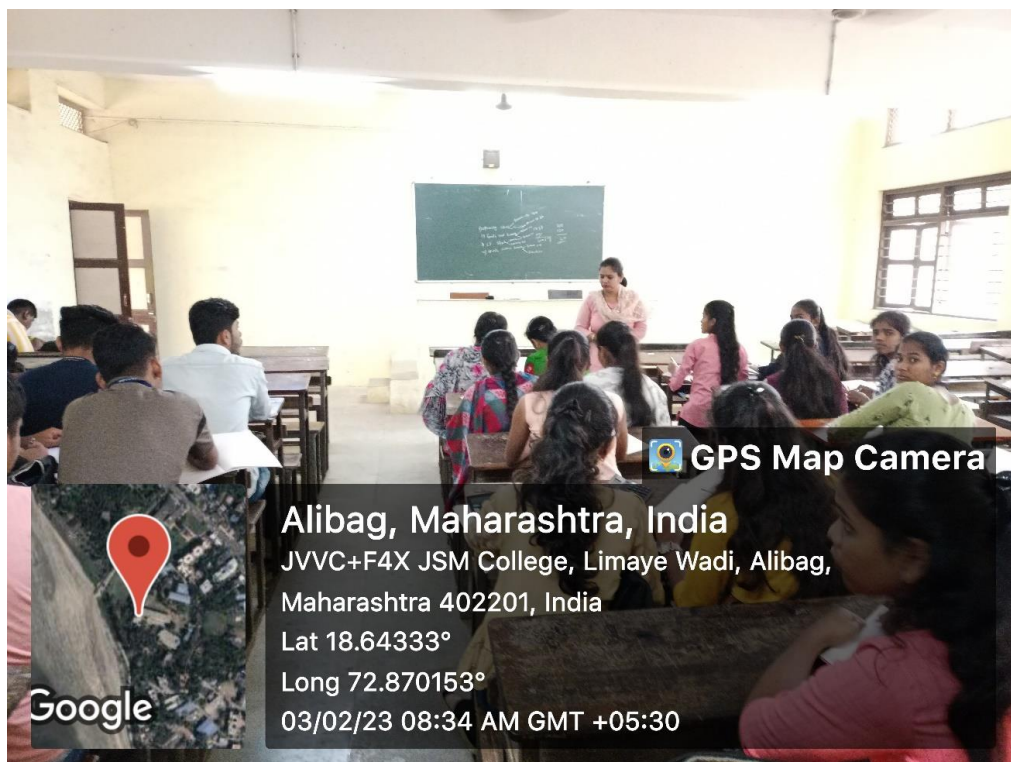 GPS Map Camera
Alibag, Maharashtra, India
JVVC+F4X JSM College, Limaye Wadi, Alibag,
Maharashtra 402201, India
Lat 18.64333°
Long 72.870153°
03/02/23 08:34 AM GMT +05:30
Google